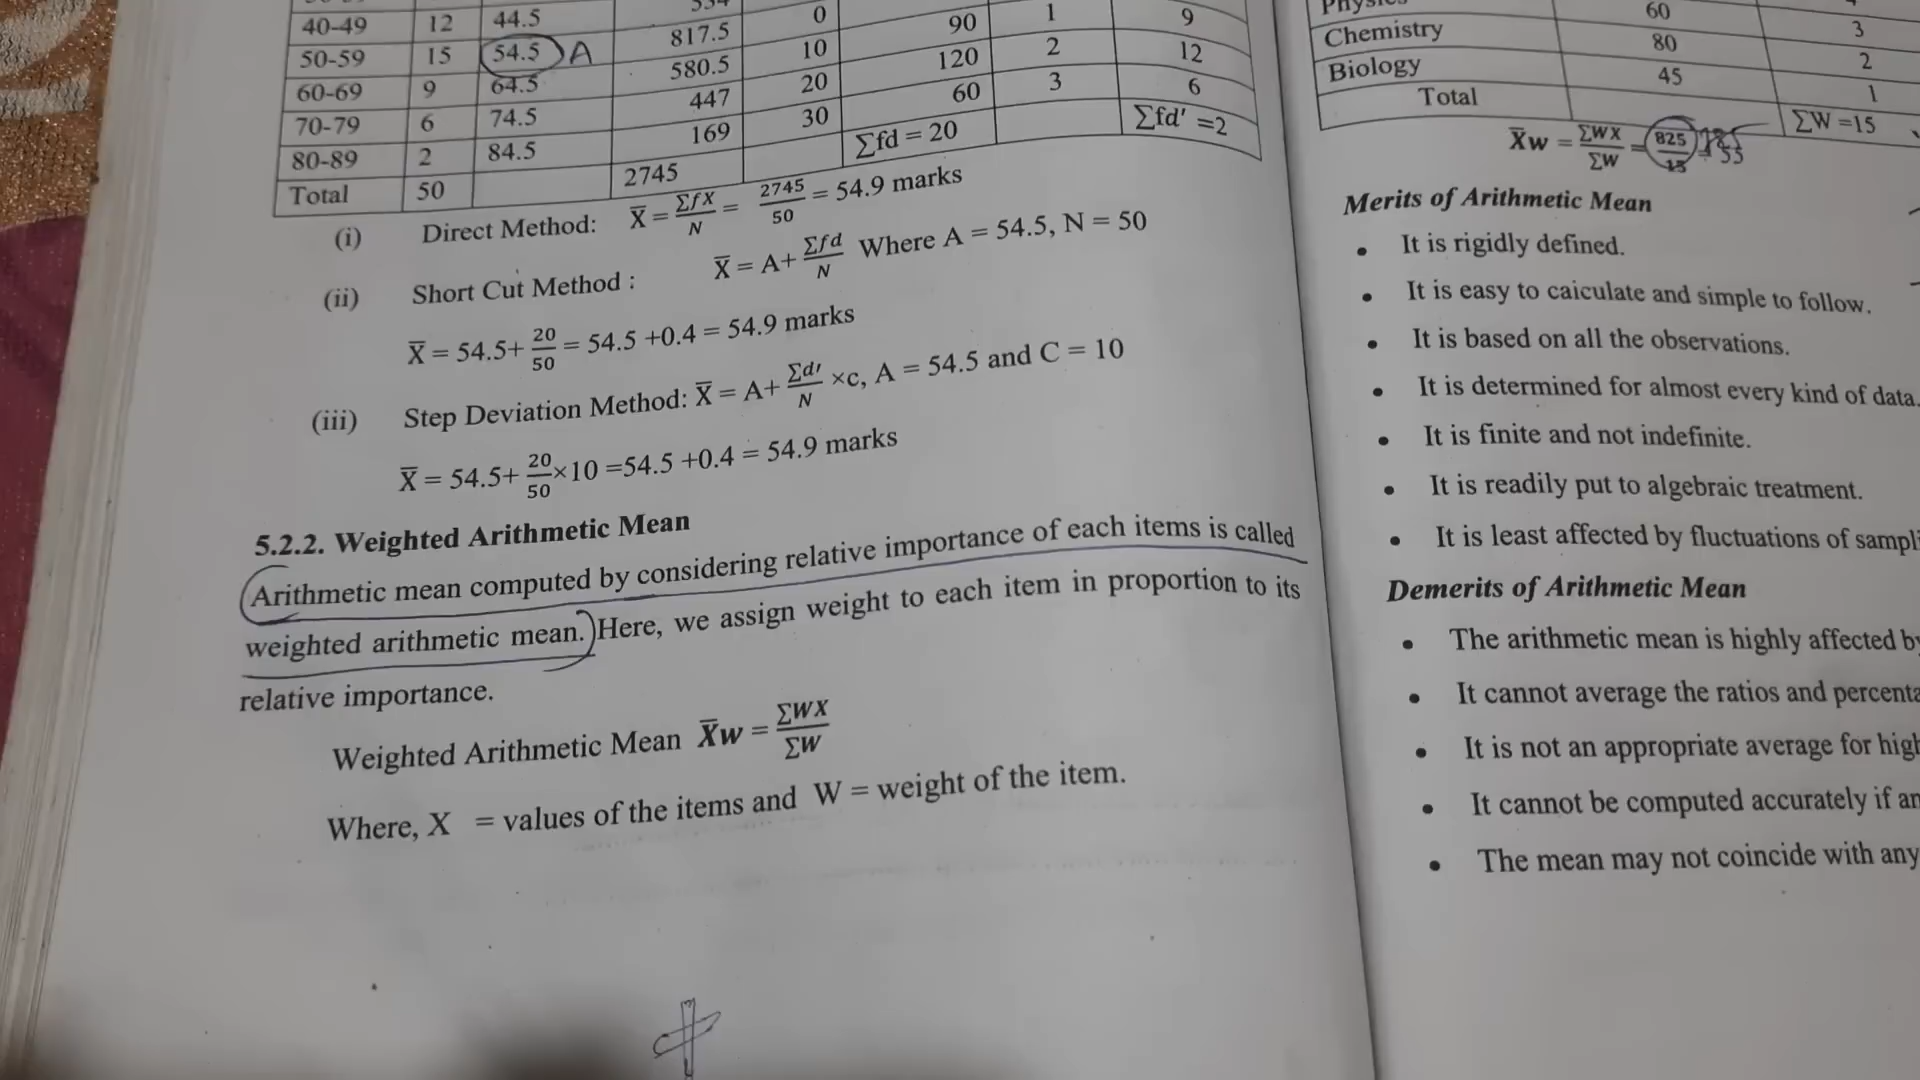 40-49 12 44.5 0 90 1 9
50-59 15 54.5 A 817.5 10 120 2 12
60-69 9 64.5 580.5 20 60 3 6
70-79 6 74.5 447 30 Σfd = 20 Σfd' =2
80-89 2 84.5 169
Total 50 2745
(i) Direct Method: X̅ = ΣfX/N = 2745/50 = 54.9 marks
(ii) Short Cut Method : X̅ = A+ Σfd/N Where A = 54.5, N = 50
X̅ = 54.5+ 20/50 = 54.5 +0.4 = 54.9 marks
(iii) Step Deviation Method: X̅ = A+ Σd'/N ×c, A = 54.5 and C = 10
X̅ = 54.5+ 20/50 ×10 =54.5 +0.4 = 54.9 marks
5.2.2. Weighted Arithmetic Mean
Arithmetic mean computed by considering relative importance of each items is called
weighted arithmetic mean. Here, we assign weight to each item in proportion to its
relative importance.
Weighted Arithmetic Mean X̅w = ΣWX/ΣW
Where, X = values of the items and W = weight of the item.
Physics 60
Chemistry 80 3
Biology 45 2
Total 1
ΣW =15
X̅w = ΣWX/ΣW = 825/15 55
Merits of Arithmetic Mean
• It is rigidly defined.
• It is easy to caiculate and simple to follow.
• It is based on all the observations.
• It is determined for almost every kind of data.
• It is finite and not indefinite.
• It is readily put to algebraic treatment.
• It is least affected by fluctuations of sampli
Demerits of Arithmetic Mean
• The arithmetic mean is highly affected by
• It cannot average the ratios and percenta
• It is not an appropriate average for high
• It cannot be computed accurately if an
• The mean may not coincide with any